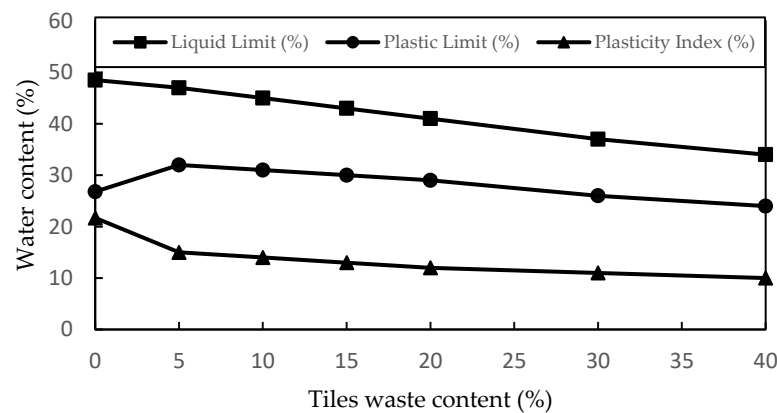 60
Liquid Limit (%) Plastic Limit (%) Plasticity Index (%)
50
40
30
20
10
0
Water content (%)
0 5 10 15 20 25 30 35 40
Tiles waste content (%)